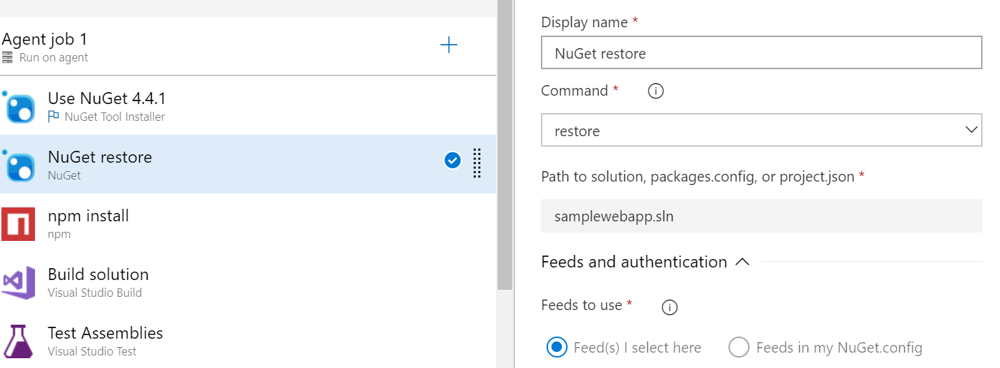 Agent job 1
Run on agent
Use NuGet 4.4.1
NuGet Tool Installer
NuGet restore
NuGet
npm install
npm
Build solution
Visual Studio Build
Test Assemblies
Visual Studio Test
Display name *
NuGet restore
Command *
restore
Path to solution, packages.config, or project.json *
samplewebapp.sln
Feeds and authentication
Feeds to use *
Feed(s) I select here Feeds in my NuGet.config